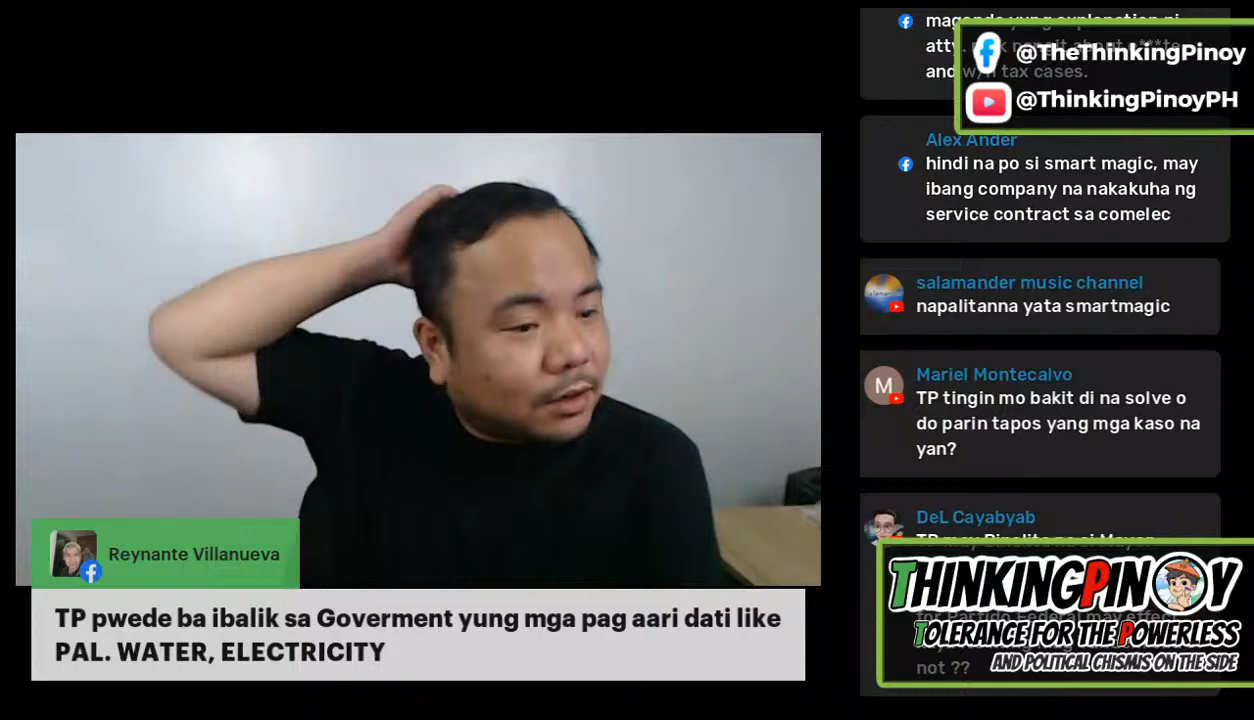 @TheThinkingPinoy
@ThinkingPinoyPH
atty.
and w/h tax cases.
Alex Ander
hindi na po si smart magic, may
ibang company na nakakuha ng
service contract sa comelec
salamander music channel
napalitanna yata smartmagic
M
Mariel Montecalvo
TP tingin mo bakit di na solve o
do parin tapos yang mga kaso na
yan?
DeL Cayabyab
THINKINGPINOY
TOLERANCE FOR THE POWERLESS
AND POLITICAL CHISMIS ON THE SIDE
not ??
Reynante Villanueva
TP pwede ba ibalik sa Goverment yung mga pag aari dati like
PAL. WATER, ELECTRICITY